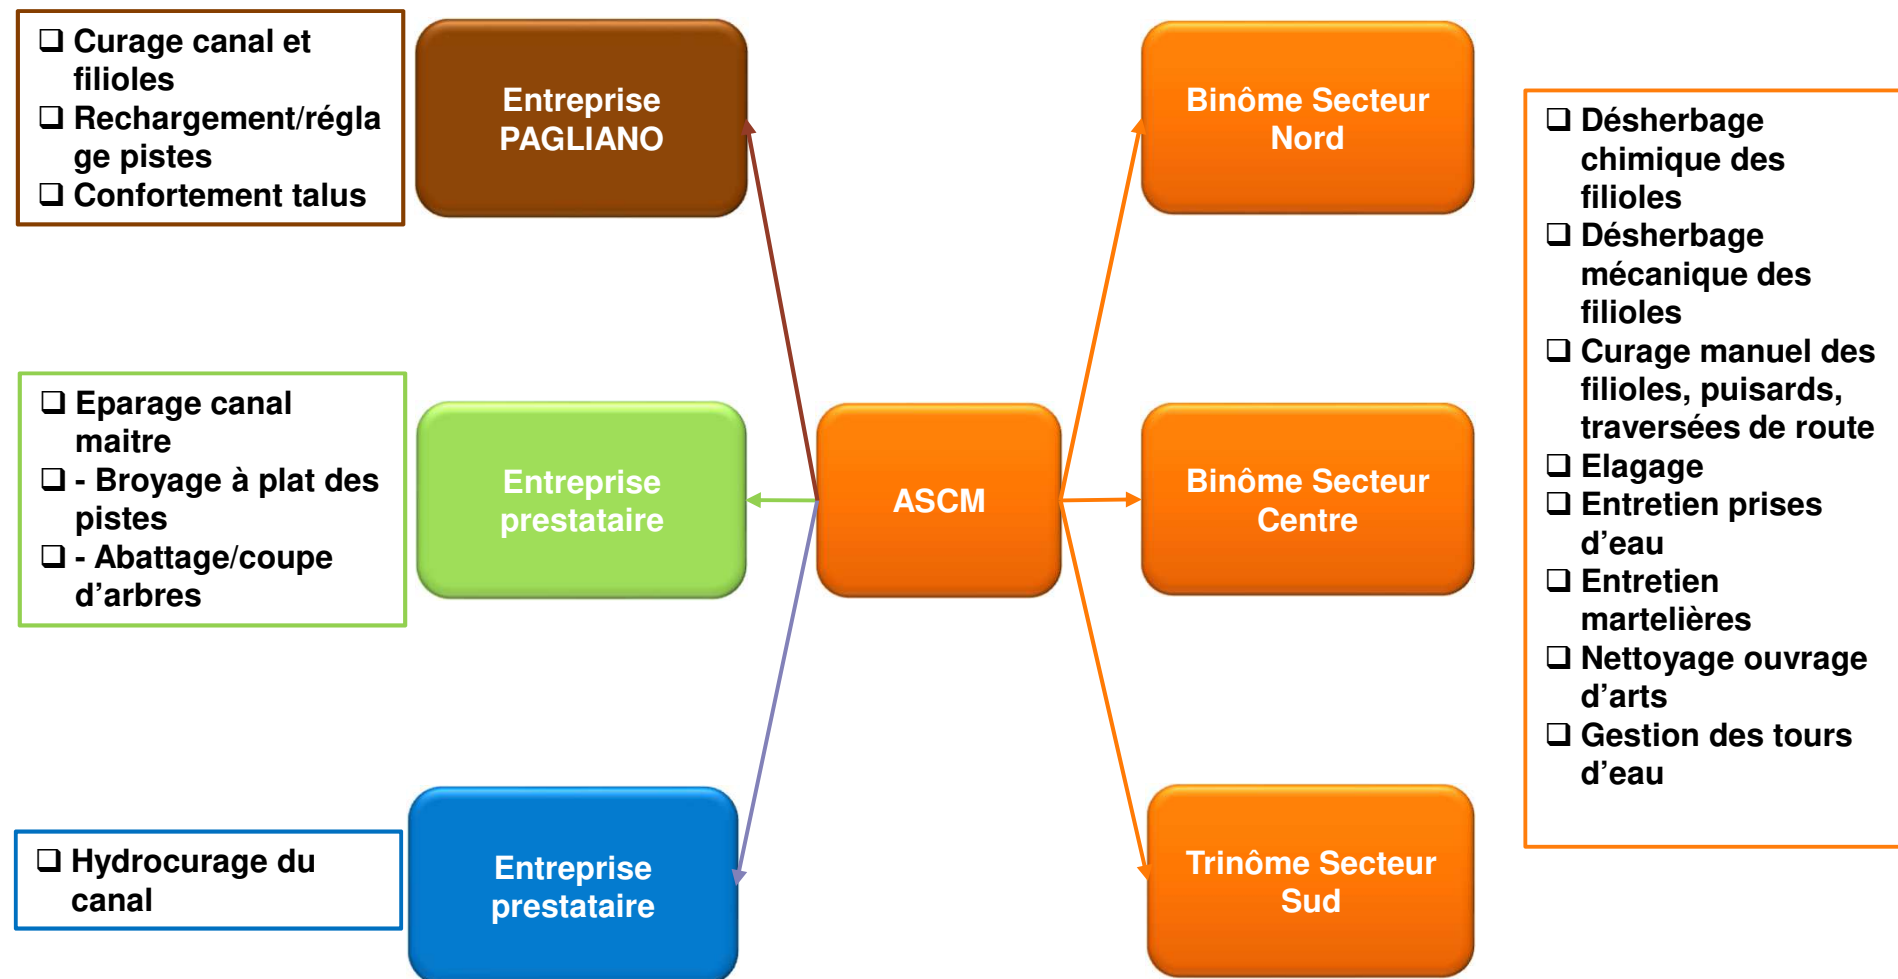 ❑ Curage canal et
filioles
❑ Rechargement/régla
ge pistes
❑ Confortement talus
Entreprise
PAGLIANO
Binôme Secteur
Nord
❑ Eparage canal
maitre
❑ - Broyage à plat des
pistes
❑ - Abattage/coupe
d’arbres
Entreprise
prestataire
ASCM
Binôme Secteur
Centre
❑ Hydrocurage du
canal
Entreprise
prestataire
Trinôme Secteur
Sud
❑ Désherbage
chimique des
filioles
❑ Désherbage
mécanique des
filioles
❑ Curage manuel des
filioles, puisards,
traversées de route
❑ Elagage
❑ Entretien prises
d’eau
❑ Entretien
martelières
❑ Nettoyage ouvrage
d’arts
❑ Gestion des tours
d’eau